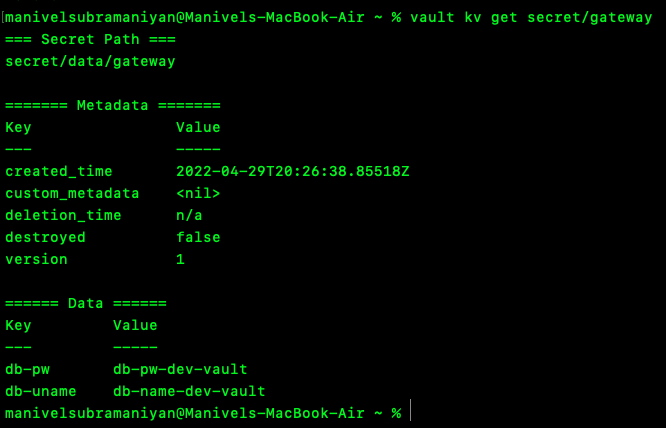 [manivelsubramaniyan@Manivels-MacBook-Air ~ % vault kv get secret/gateway
=== Secret Path ===
secret/data/gateway
======= Metadata =======
Key                Value
---                -----
created_time       2022-04-29T20:26:38.85518Z
custom_metadata    <nil>
deletion_time      n/a
destroyed          false
version            1
====== Data ======
Key         Value
---         -----
db-pw       db-pw-dev-vault
db-uname    db-name-dev-vault
manivelsubramaniyan@Manivels-MacBook-Air ~ %